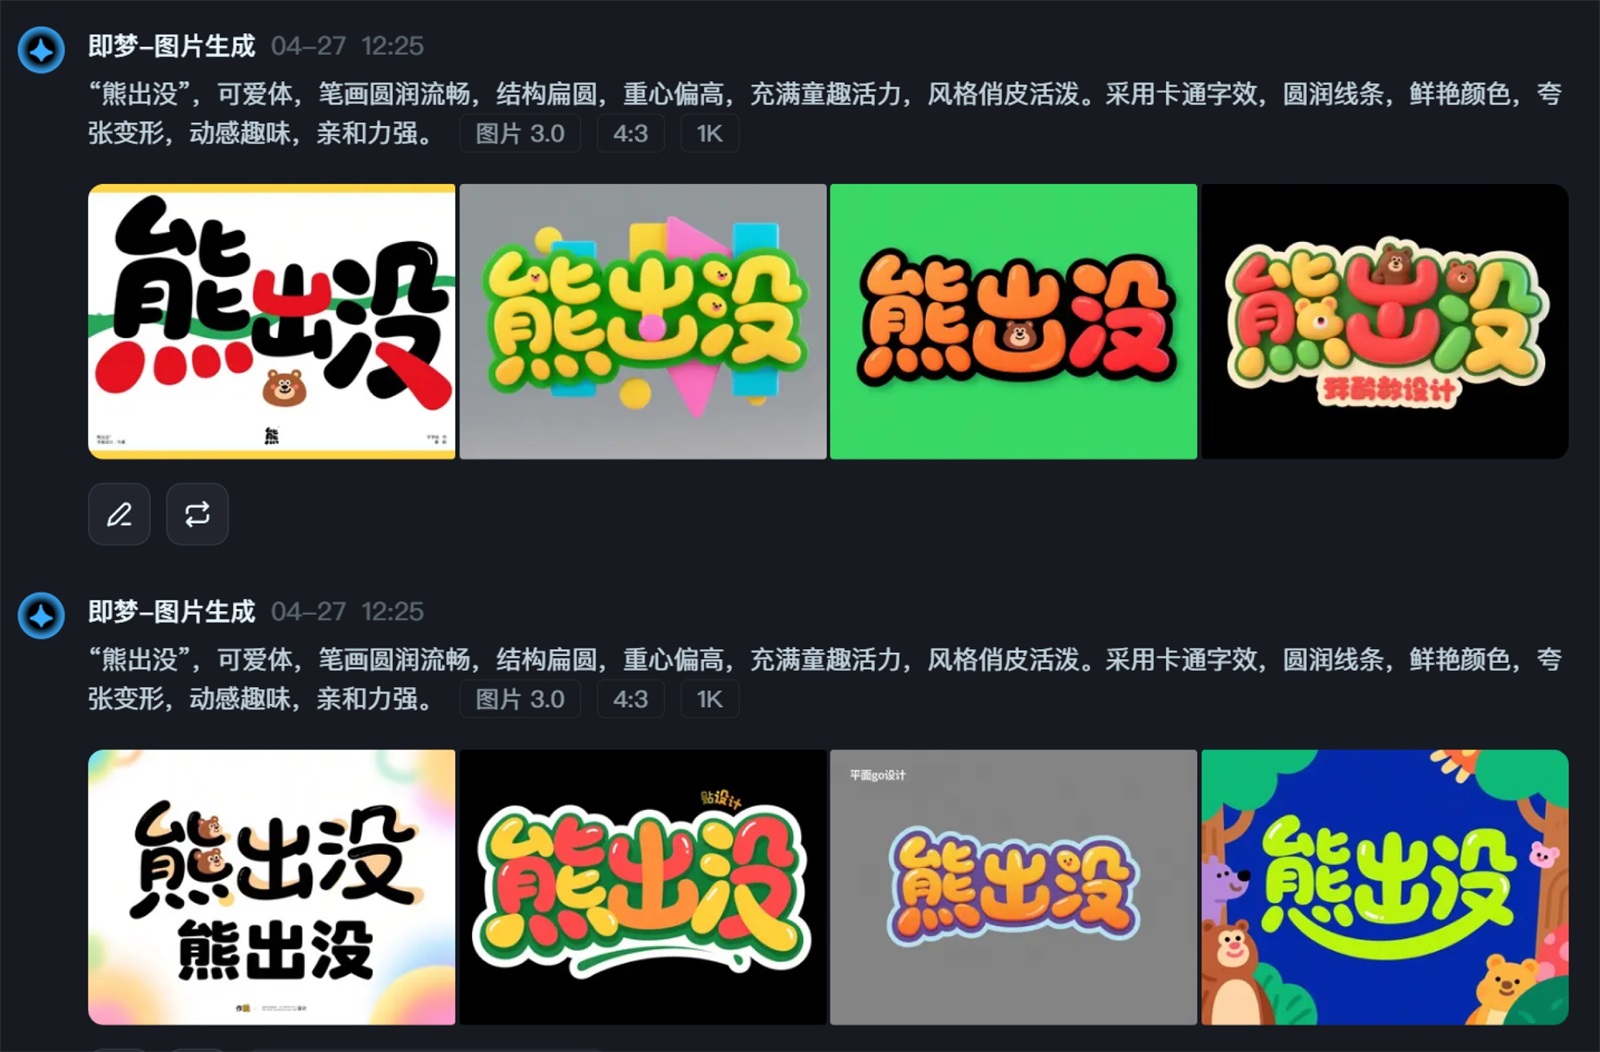 即梦–图片生成 04–27 12:25
“熊出没”，可爱体，笔画圆润流畅，结构扁圆，重心偏高，充满童趣活力，风格俏皮活泼。采用卡通字效，圆润线条，鲜艳颜色，夸
张变形，动感趣味，亲和力强。 图片 3.0 4:3 1K
熊出没
熊
熊出没
熊出没
熊出没
即梦–图片生成 04–27 12:25
“熊出没”，可爱体，笔画圆润流畅，结构扁圆，重心偏高，充满童趣活力，风格俏皮活泼。采用卡通字效，圆润线条，鲜艳颜色，夸
张变形，动感趣味，亲和力强。 图片 3.0 4:3 1K
熊出没
熊出没
贴设计
熊出没
平面go设计
熊出没
熊出没